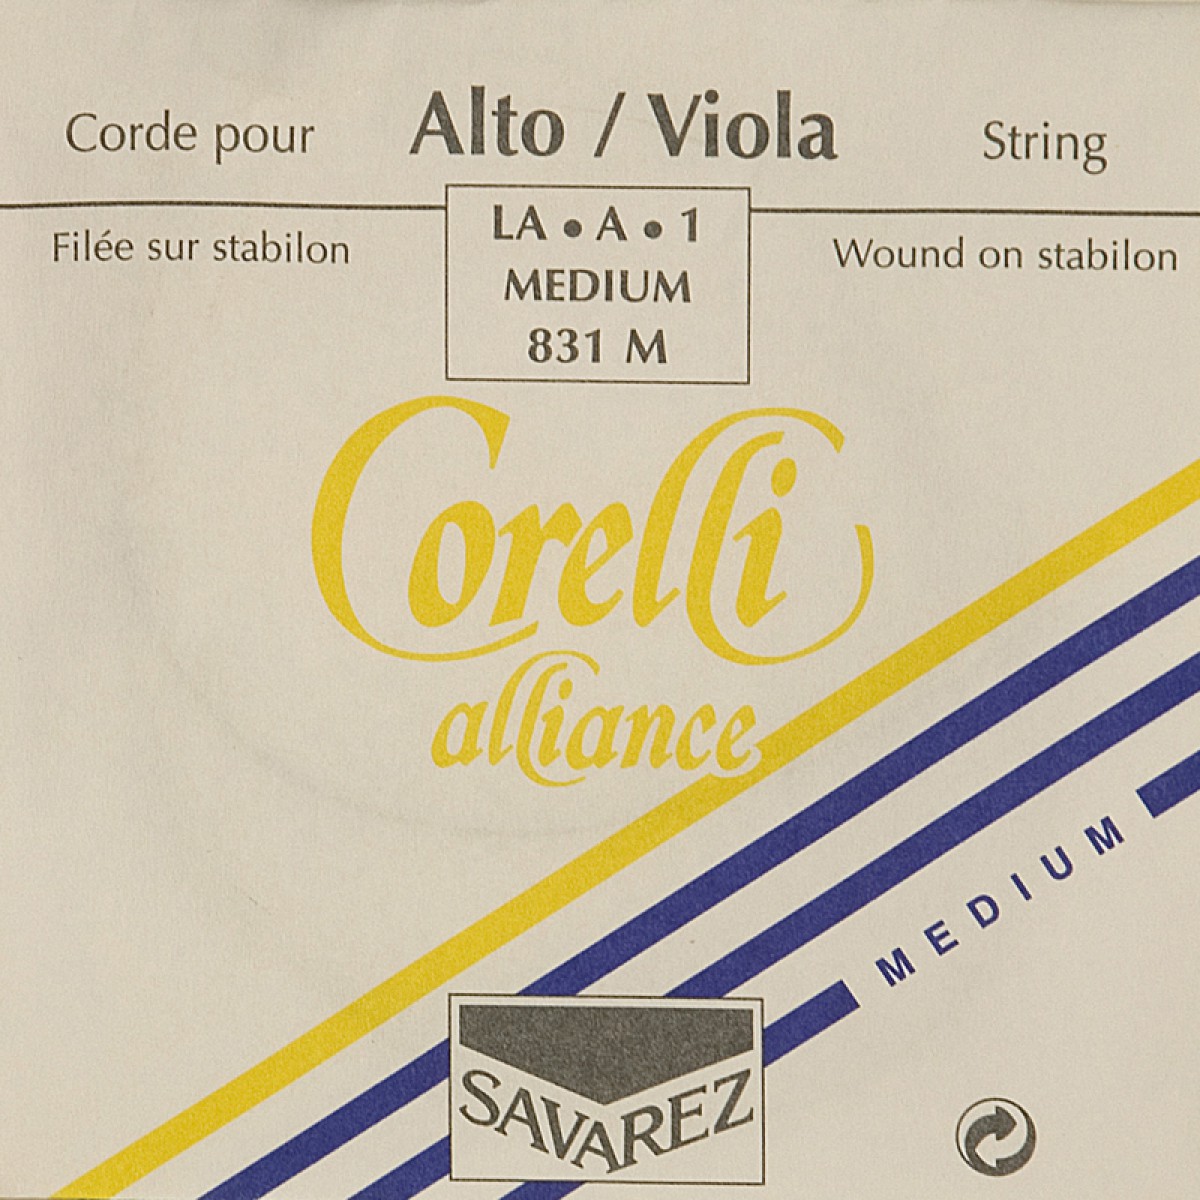 Corde pour Alto / Viola String
LA • A • 1
Filée sur stabilon
Wound on stabilon
MEDIUM
831 M
Corelli
alliance
MEDIUM
SAVAREZ